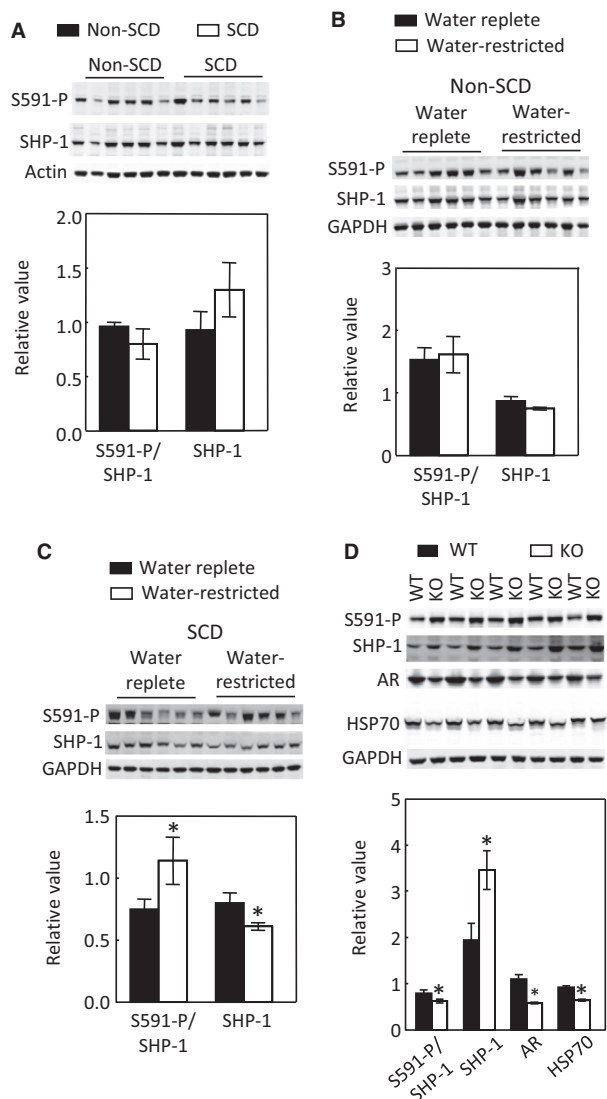 A
Non-SCD
SCD
Non-SCD
SCD
S591-P
SHP-1
Actin
2.0
1.5
1.0
0.5
0.0
Relative value
S591-P/
SHP-1
SHP-1
B
Water replete
Water-restricted
Non-SCD
Water
replete
Water-
restricted
S591-P
SHP-1
GAPDH
3
2
1
0
Relative value
S591-P/
SHP-1
SHP-1
C
Water replete
Water-restricted
SCD
Water
replete
Water-
restricted
S591-P
SHP-1
GAPDH
1.5
1.0
0.5
0.0
Relative value
*
*
S591-P/
SHP-1
SHP-1
D
WT
KO
WT KO WT KO WT KO WT KO WT KO
S591-P
SHP-1
AR
HSP70
GAPDH
5
4
3
2
1
0
Relative value
*
*
*
*
S591-P/
SHP-1
SHP-1
AR
HSP70